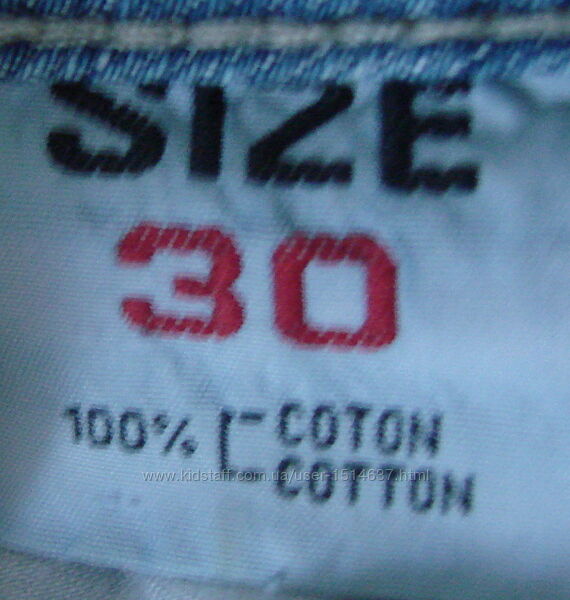 SIZE
30
100% COTON
COTTON
www.kidstaff.com.ua/user-1514637.html